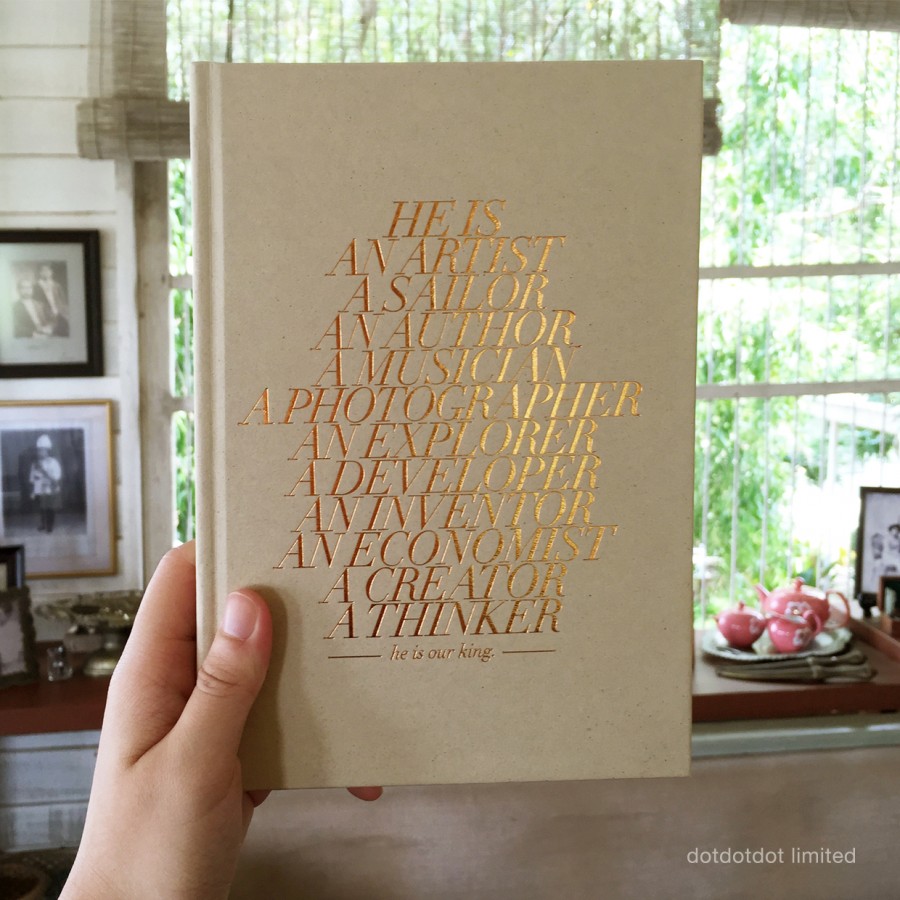 HE IS
AN ARTIST
A SAILOR
AN AUTHOR
A MUSICIAN
A PHOTOGRAPHER
AN EXPLORER
A DEVELOPER
AN INVENTOR
AN ECONOMIST
A CREATOR
A THINKER
he is our king.
dotdotdot limited